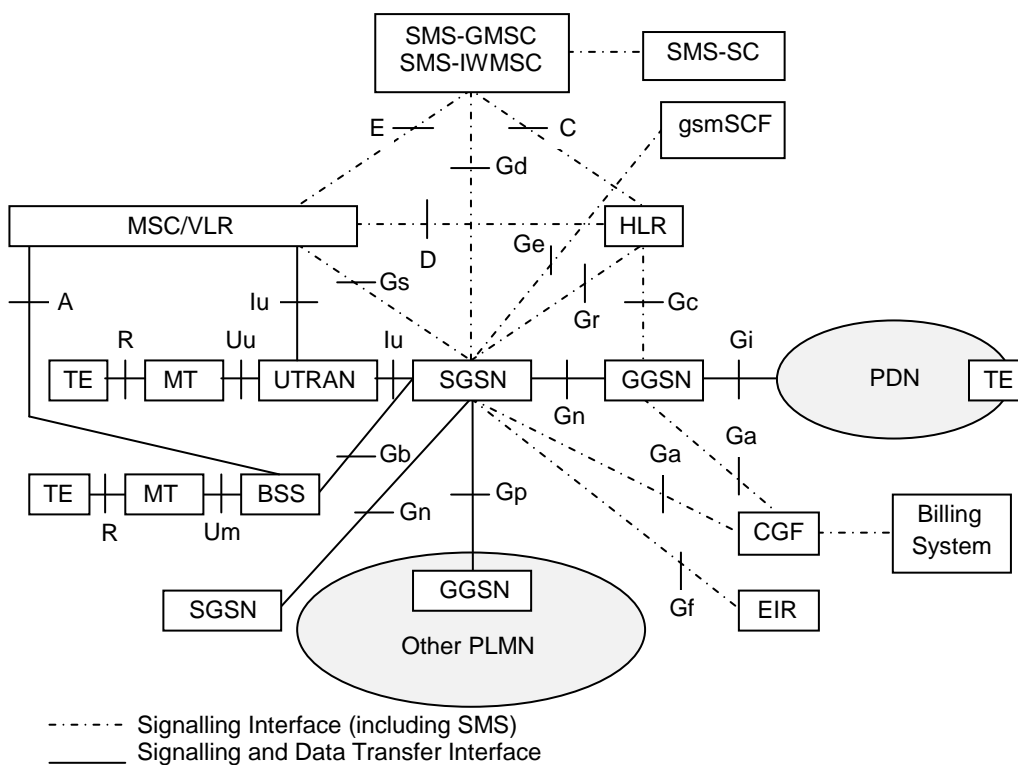 SMS-GMSC
SMS-IWMSC
SMS-SC
gsmSCF
E
C
Gd
MSC/VLR
HLR
D
Ge
Gs
A
Iu
Gr
Gc
R
Uu
Iu
Gi
TE
MT
UTRAN
SGSN
GGSN
PDN
TE
Gn
Ga
Gb
Ga
TE
MT
BSS
Gp
Gn
R
Um
CGF
Billing
System
SGSN
GGSN
Gf
EIR
Other PLMN
Signalling Interface (including SMS)
Signalling and Data Transfer Interface